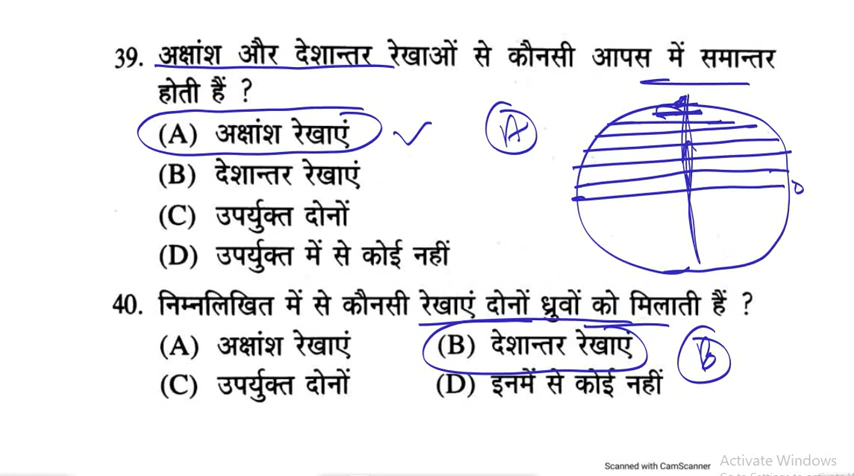 39. अक्षांश और देशान्तर रेखाओं से कौनसी आपस में समान्तर
होती हैं ?
(A) अक्षांश रेखाएं
A
(B) देशान्तर रेखाएं
(C) उपर्युक्त दोनों
(D) उपर्युक्त में से कोई नहीं
40. निम्नलिखित में से कौनसी रेखाएं दोनों ध्रुवों को मिलाती हैं ?
(A) अक्षांश रेखाएं (B) देशान्तर रेखाएं B
(C) उपर्युक्त दोनों (D) इनमें से कोई नहीं
Scanned with CamScanner
Activate Windows